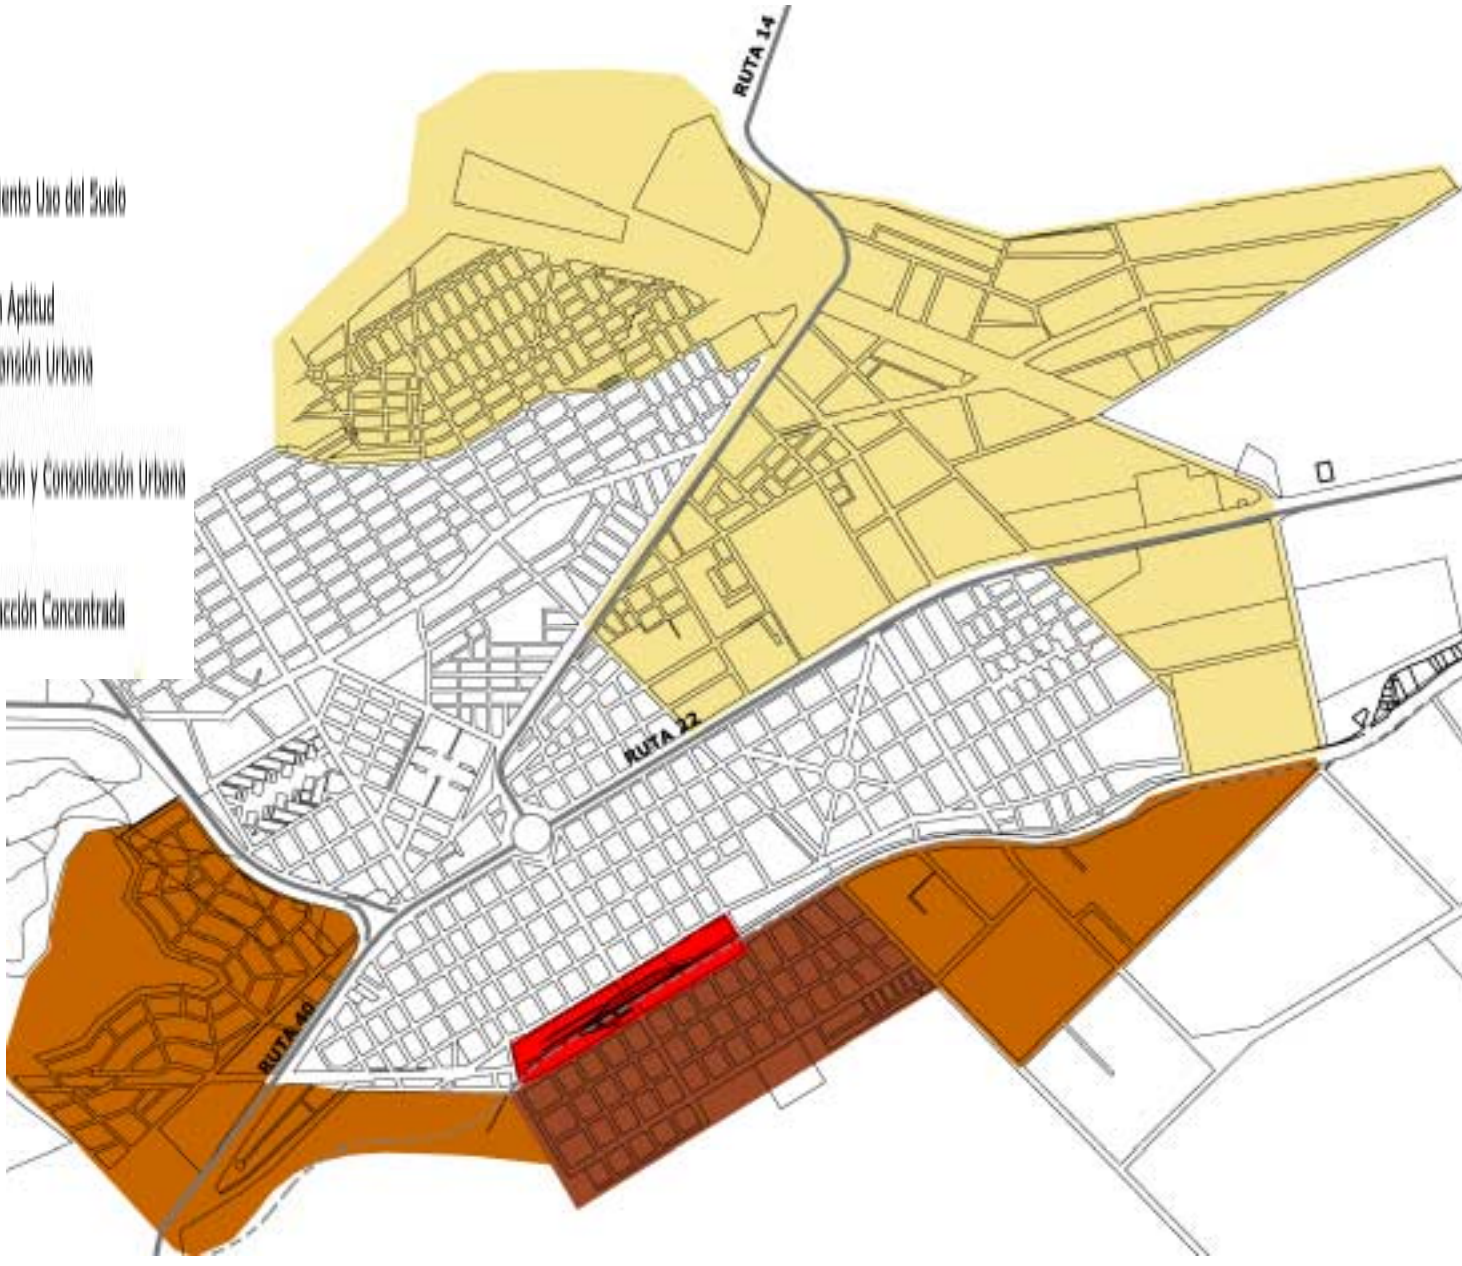 ento Uso del Suelo
Aptitud
ansión Urbana
ción y Consolidación Urbana
acción Concentrada
RUTA 14
RUTA 22
RUTA 40